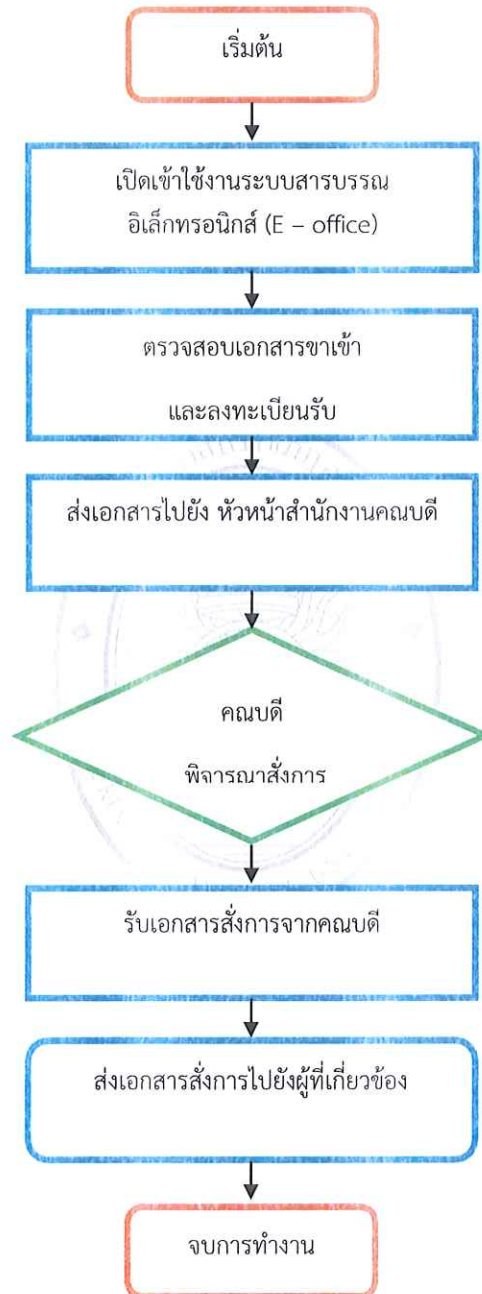 เริ่มต้น
เปิดเข้าใช้งานระบบสารบรรณ
อิเล็กทรอนิกส์ (E – office)
ตรวจสอบเอกสารขาเข้า
และลงทะเบียนรับ
ส่งเอกสารไปยัง หัวหน้าสำนักงานคณบดี
คณบดี
พิจารณาสั่งการ
รับเอกสารสั่งการจากคณบดี
ส่งเอกสารสั่งการไปยังผู้ที่เกี่ยวข้อง
จบการทำงาน